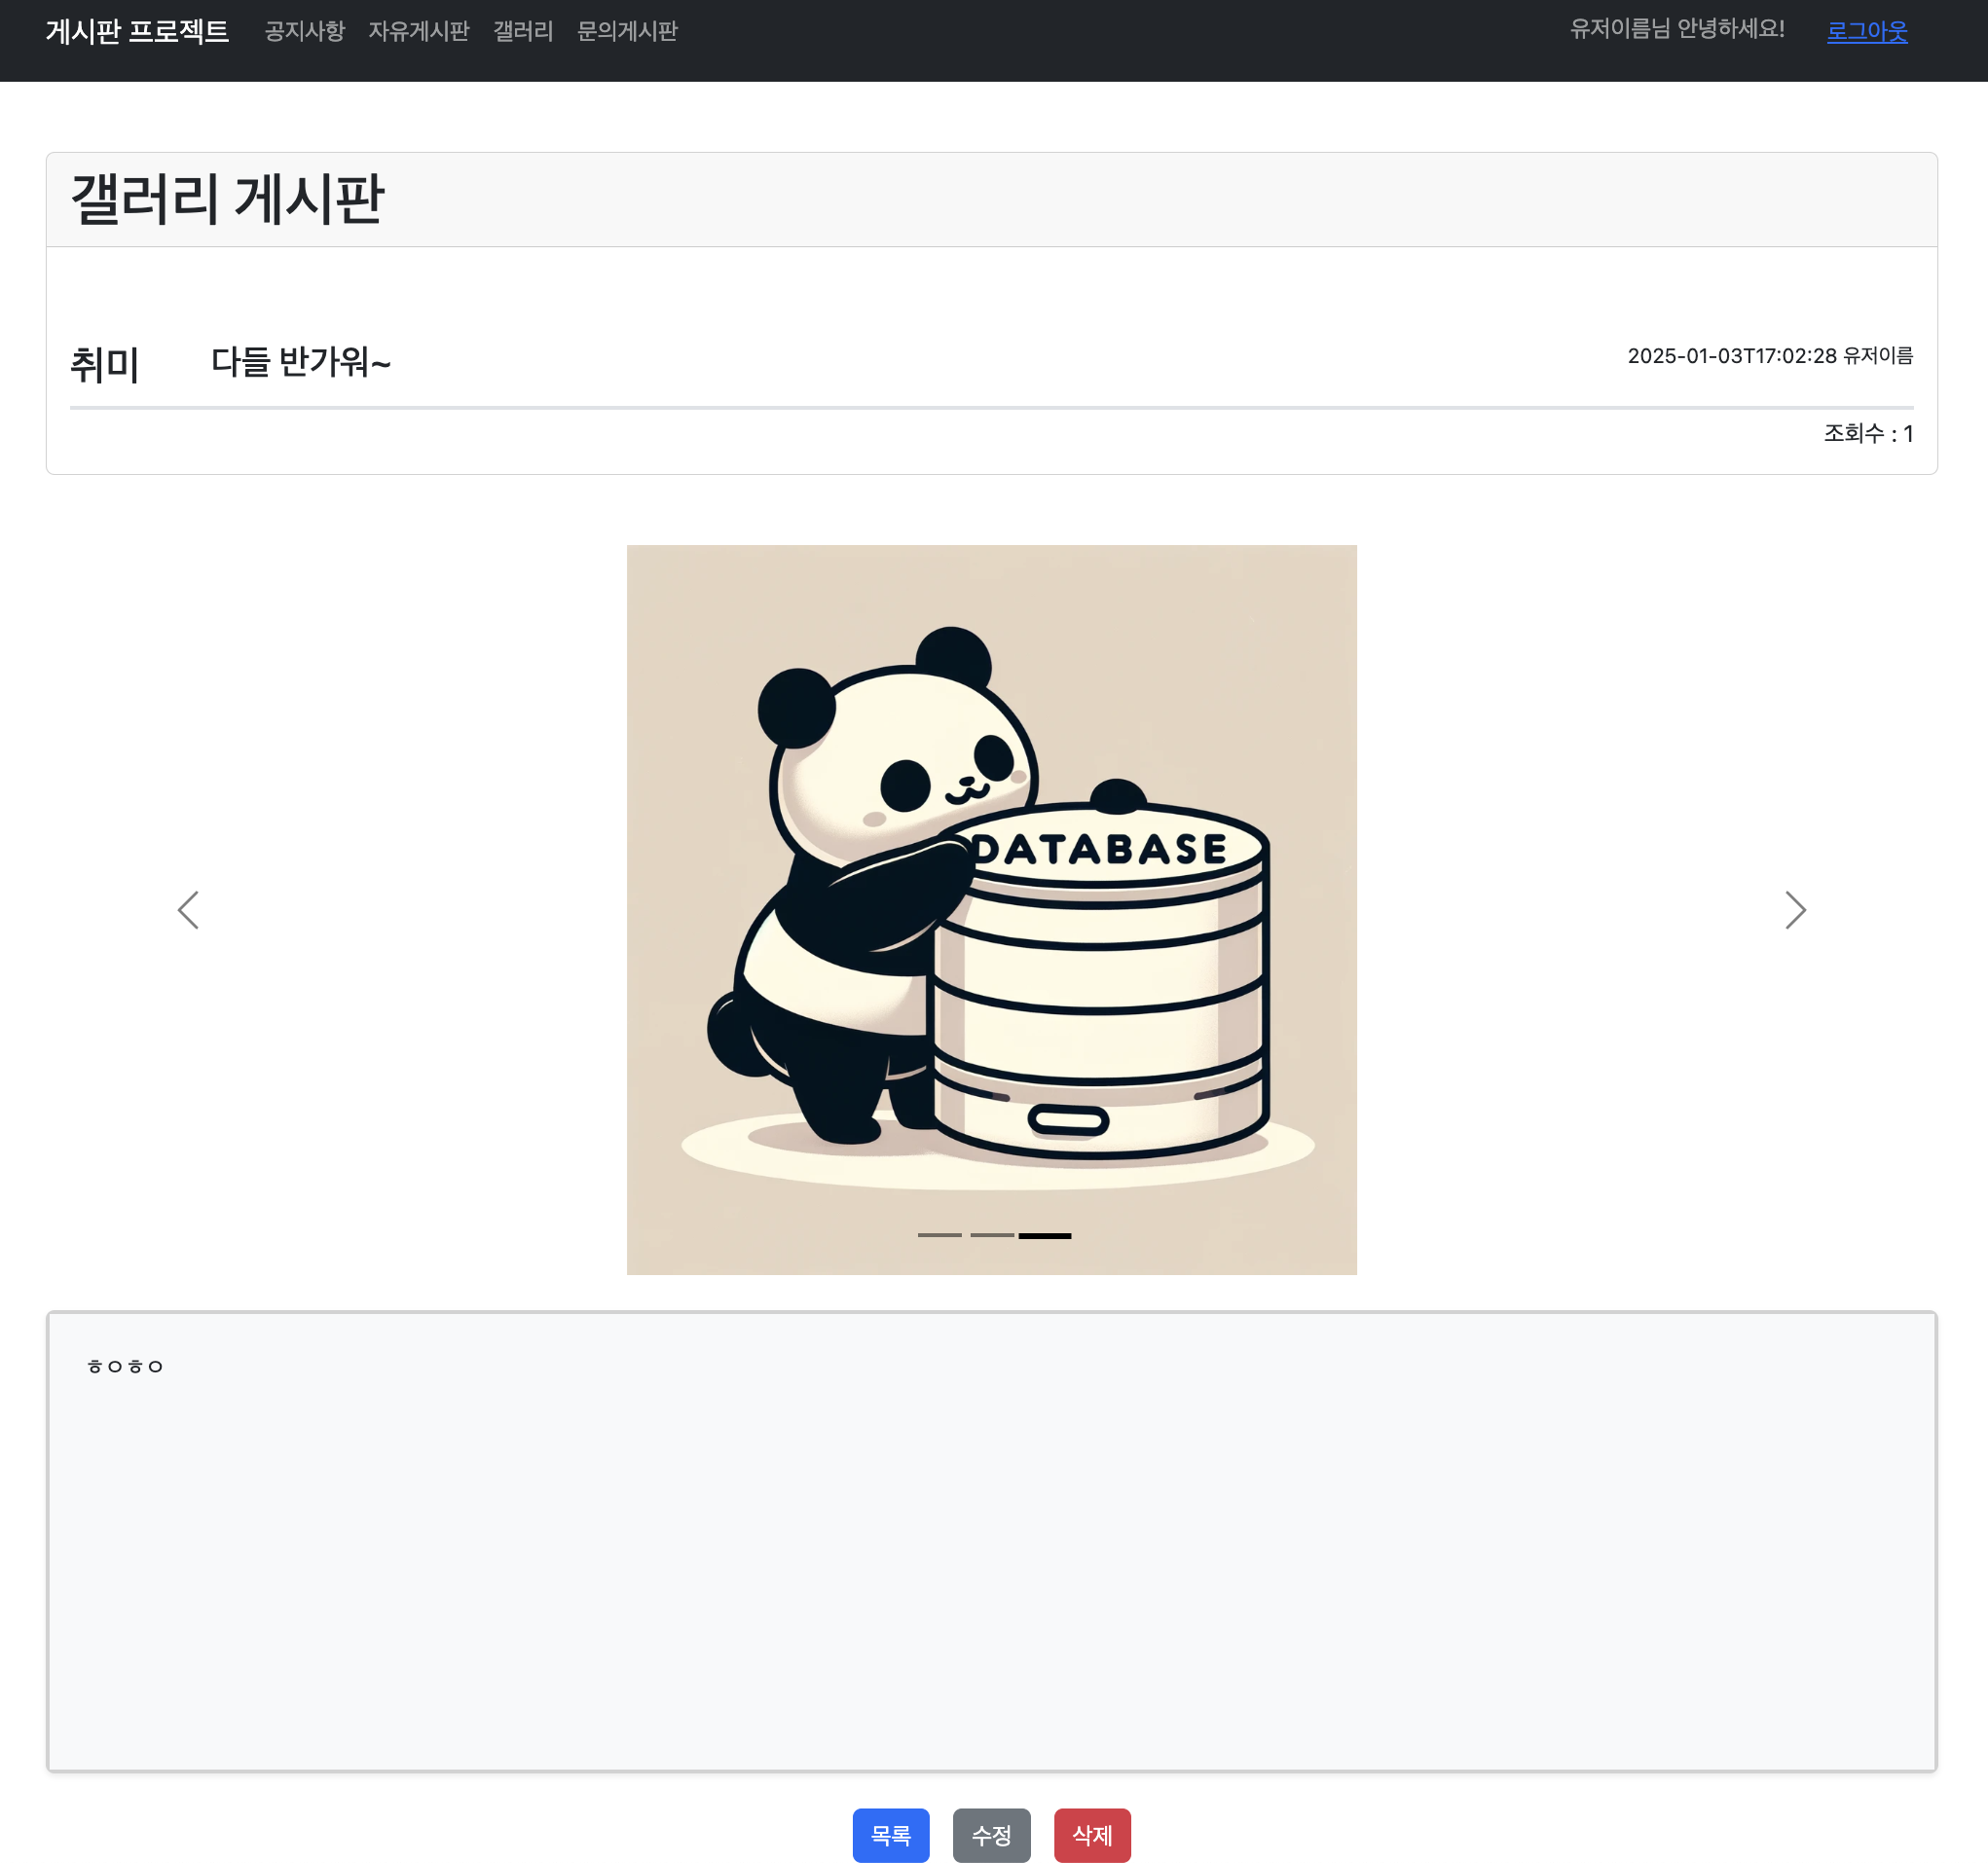 게시판 프로젝트 공지사항 자유게시판 갤러리 문의게시판 유저이름님 안녕하세요! 로그아웃
갤러리 게시판
취미 다들 반가워~ 2025-01-03T17:02:28 유저이름
조회수 : 1
DATABASE
ㅎㅇㅎㅇ
목록 수정 삭제